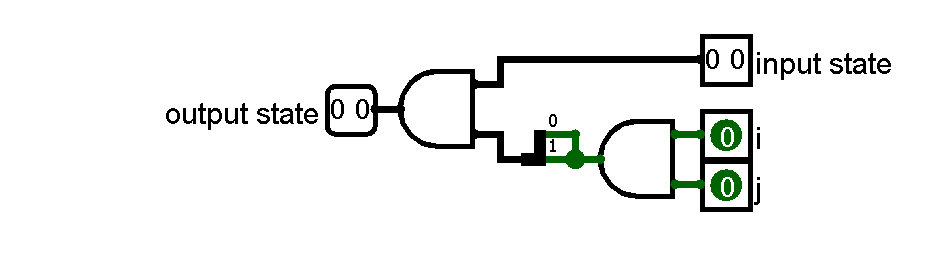 0 0 input state
output state 0 0
0
1
0 i
0 j